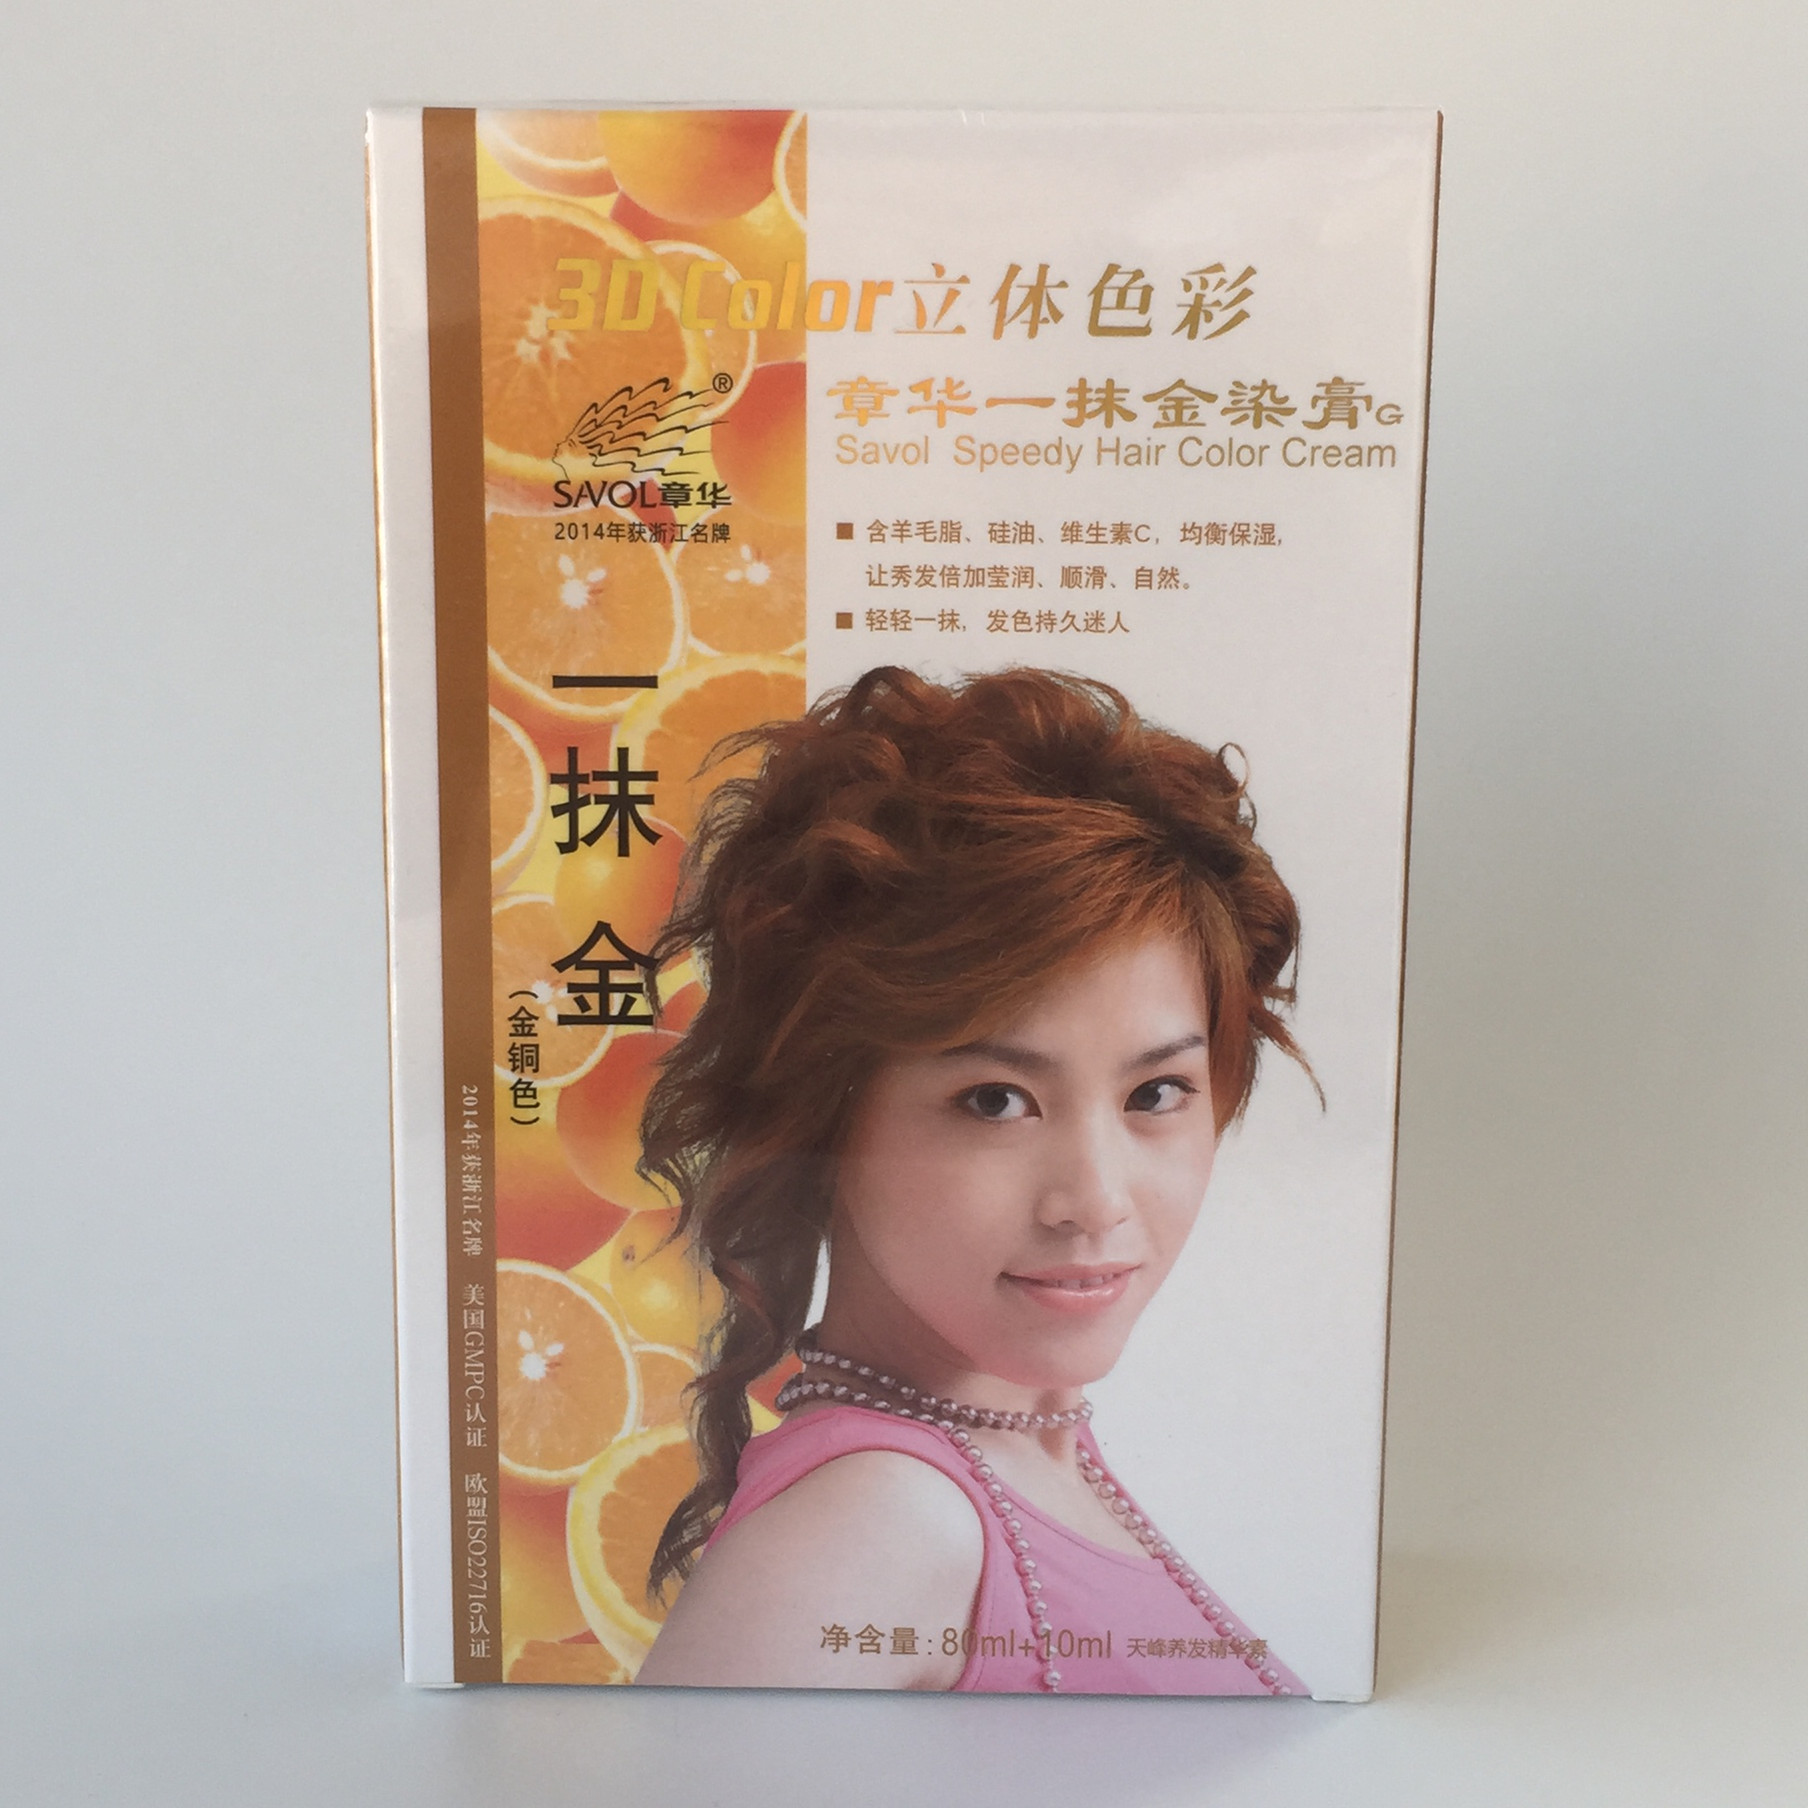 3D Color立体色彩
®
章华一抹金染膏G
Savol Speedy Hair Color Cream
SAVOL章华
2014年获浙江名牌
■ 含羊毛脂、硅油、维生素C，均衡保湿，
让秀发倍加莹润、顺滑、自然。
■ 轻轻一抹，发色持久迷人
一抹金
（金铜色）
2014年获浙江名牌 美国GMPC认证 欧盟ISO22716认证
净含量：80ml+10ml 天峰养发精华素